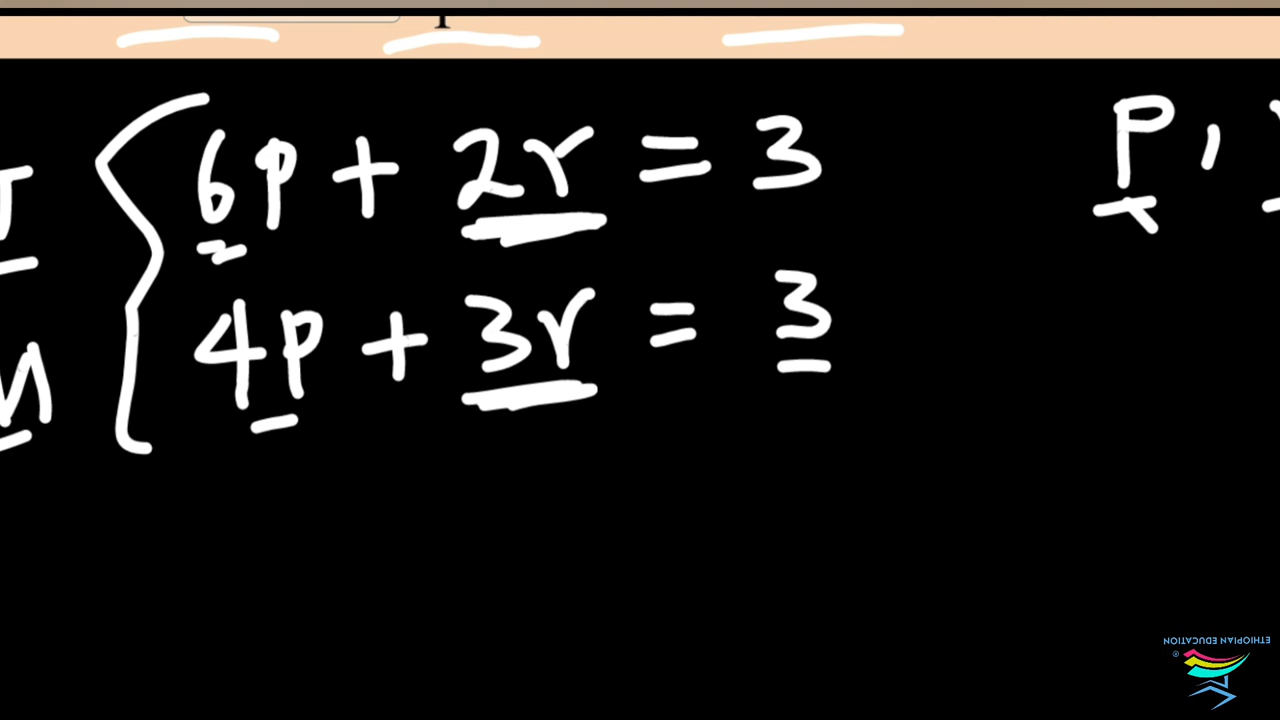 6p + 2r = 3
p,
4p + 3r = 3
ETHIOPIAN EDUCATION
®